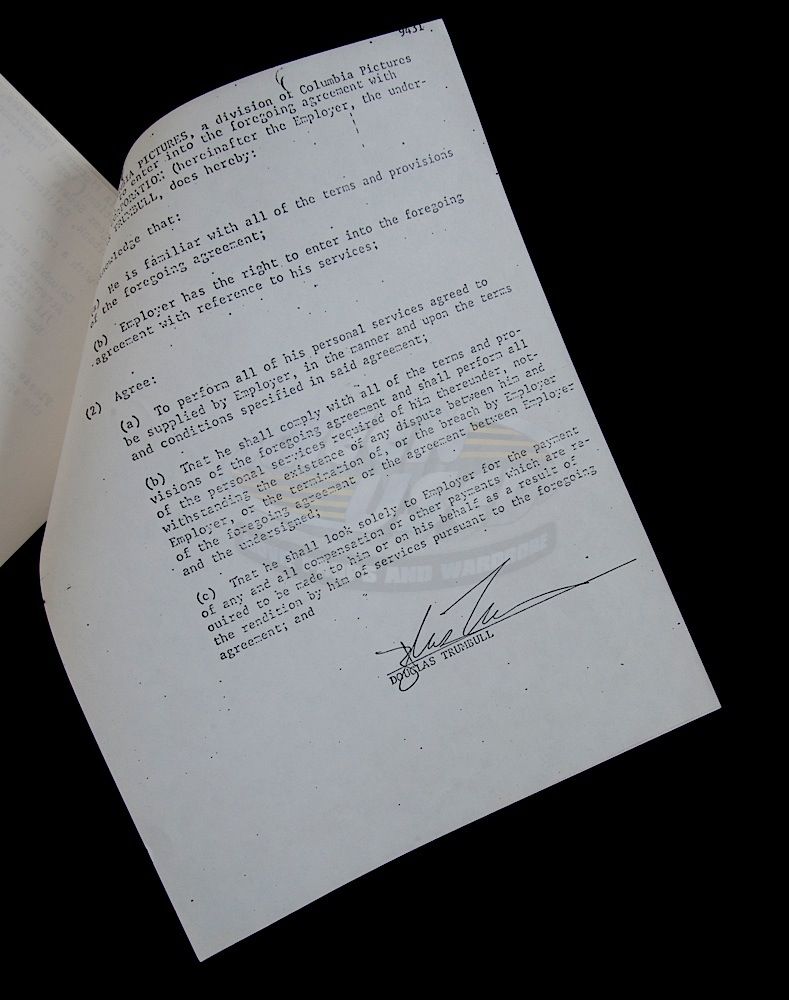 9431
IA PICTURES, a division of Columbia Pictures
to enter into the foregoing agreement with
(hereinafter the Employer, the under-
TRUMBULL, does hereby:
that:
(a) He is familiar with all of the terms and provisions
of the foregoing agreement;
(b) Employer has the right to enter into the foregoing
agreement with reference to his services;
(2) Agree:
(a) To perform all of his personal services agreed to
be supplied by Employer, in the manner and upon the terms
and conditions specified in said agreement;
(b) That he shall comply with all of the terms and pro-
visions of the foregoing agreement and shall perform all
of the personal services required of him thereunder, not-
withstanding the existence of any dispute between him and
Employer, or the termination of, or the breach by Employer
of the foregoing agreement or the agreement between Employer
and the undersigned;
(c) That he shall look solely to Employer for the payment
of any and all compensation or other payments which are re-
quired to be made to him or on his behalf as a result of
the rendition by him of services pursuant to the foregoing
agreement; and
DOUGLAS TRUMBULL
AND WARDROBE